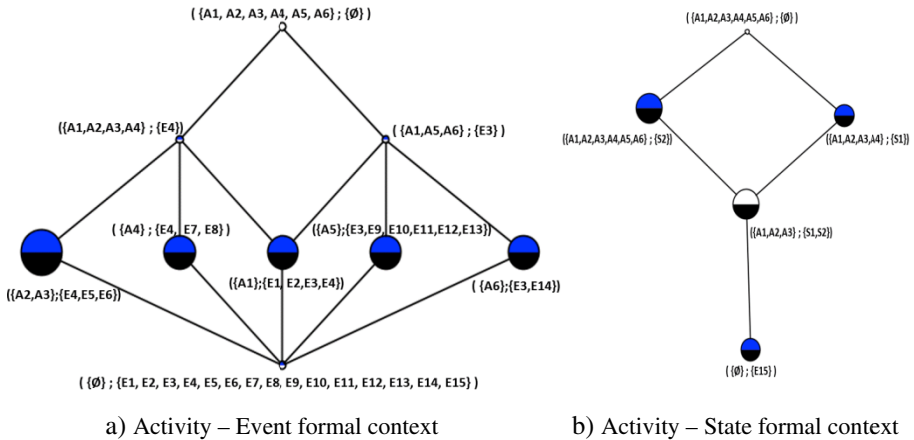 ( {A1, A2, A3, A4, A5, A6} ; {Ø} )
({A1,A2,A3,A4} ; {E4})
( {A1,A5,A6} ; {E3} )
( {A4} ; {E4, E7, E8} )
({A5};{E3,E9, E10,E11,E12,E13})
({A2,A3};{E4,E5,E6})
({A1};{E1, E2,E3,E4})
( {A6};{E3,E14})
( {Ø} ; {E1, E2, E3, E4, E5, E6, E7, E8, E9, E10, E11, E12, E13, E14, E15} )
a) Activity – Event formal context
( {A1,A2,A3,A4,A5,A6} ; {Ø} )
({A1,A2,A3,A4,A5,A6} ; {S2})
({A1,A2,A3,A4} ; {S1})
({A1,A2,A3} ; {S1,S2})
( {Ø} ; {E15} )
b) Activity – State formal context